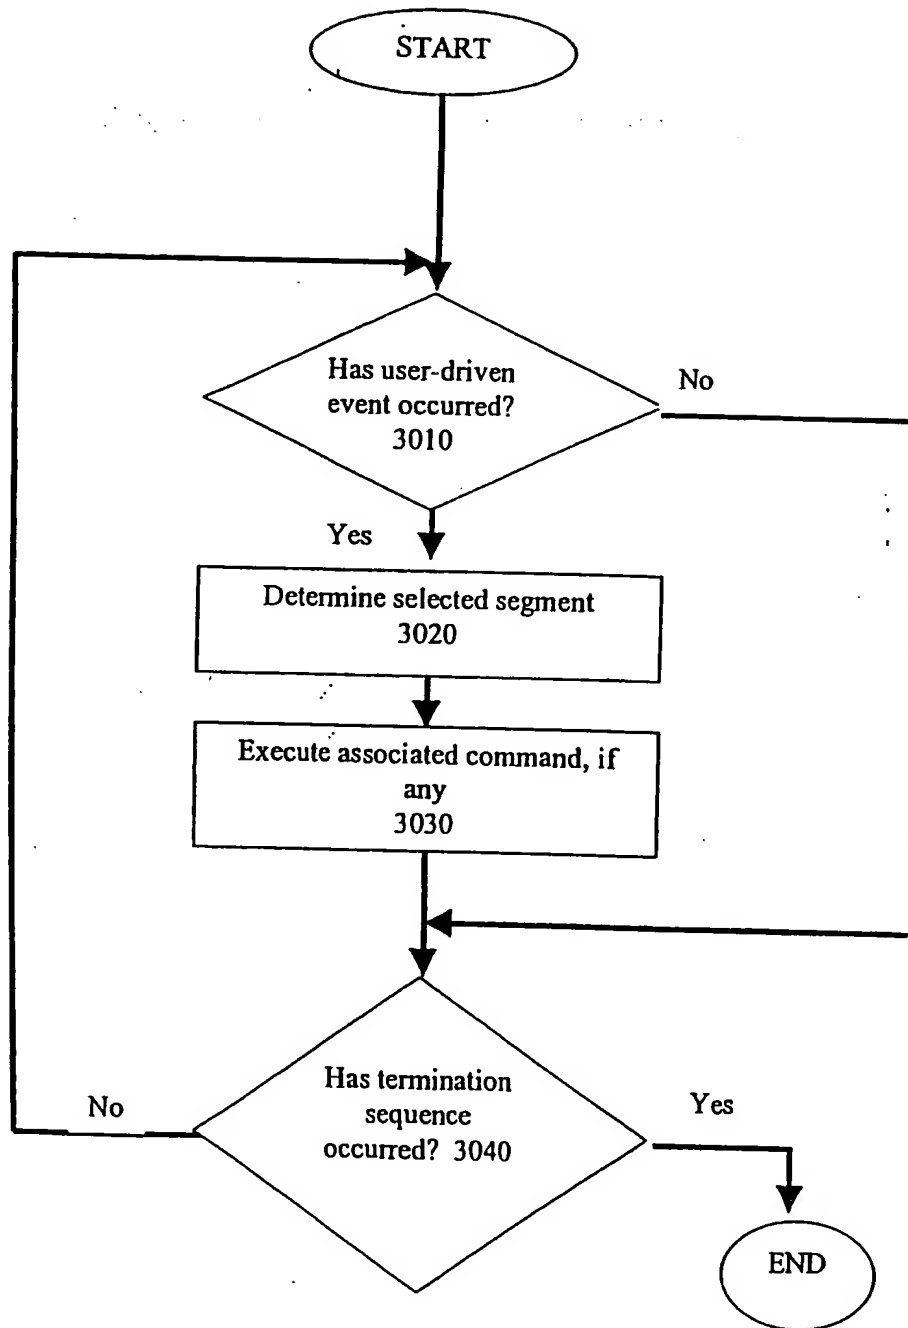 START
Has user-driven
event occurred?
3010
No
Yes
Determine selected segment
3020
Execute associated command, if
any
3030
Has termination
sequence
occurred? 3040
No
Yes
END